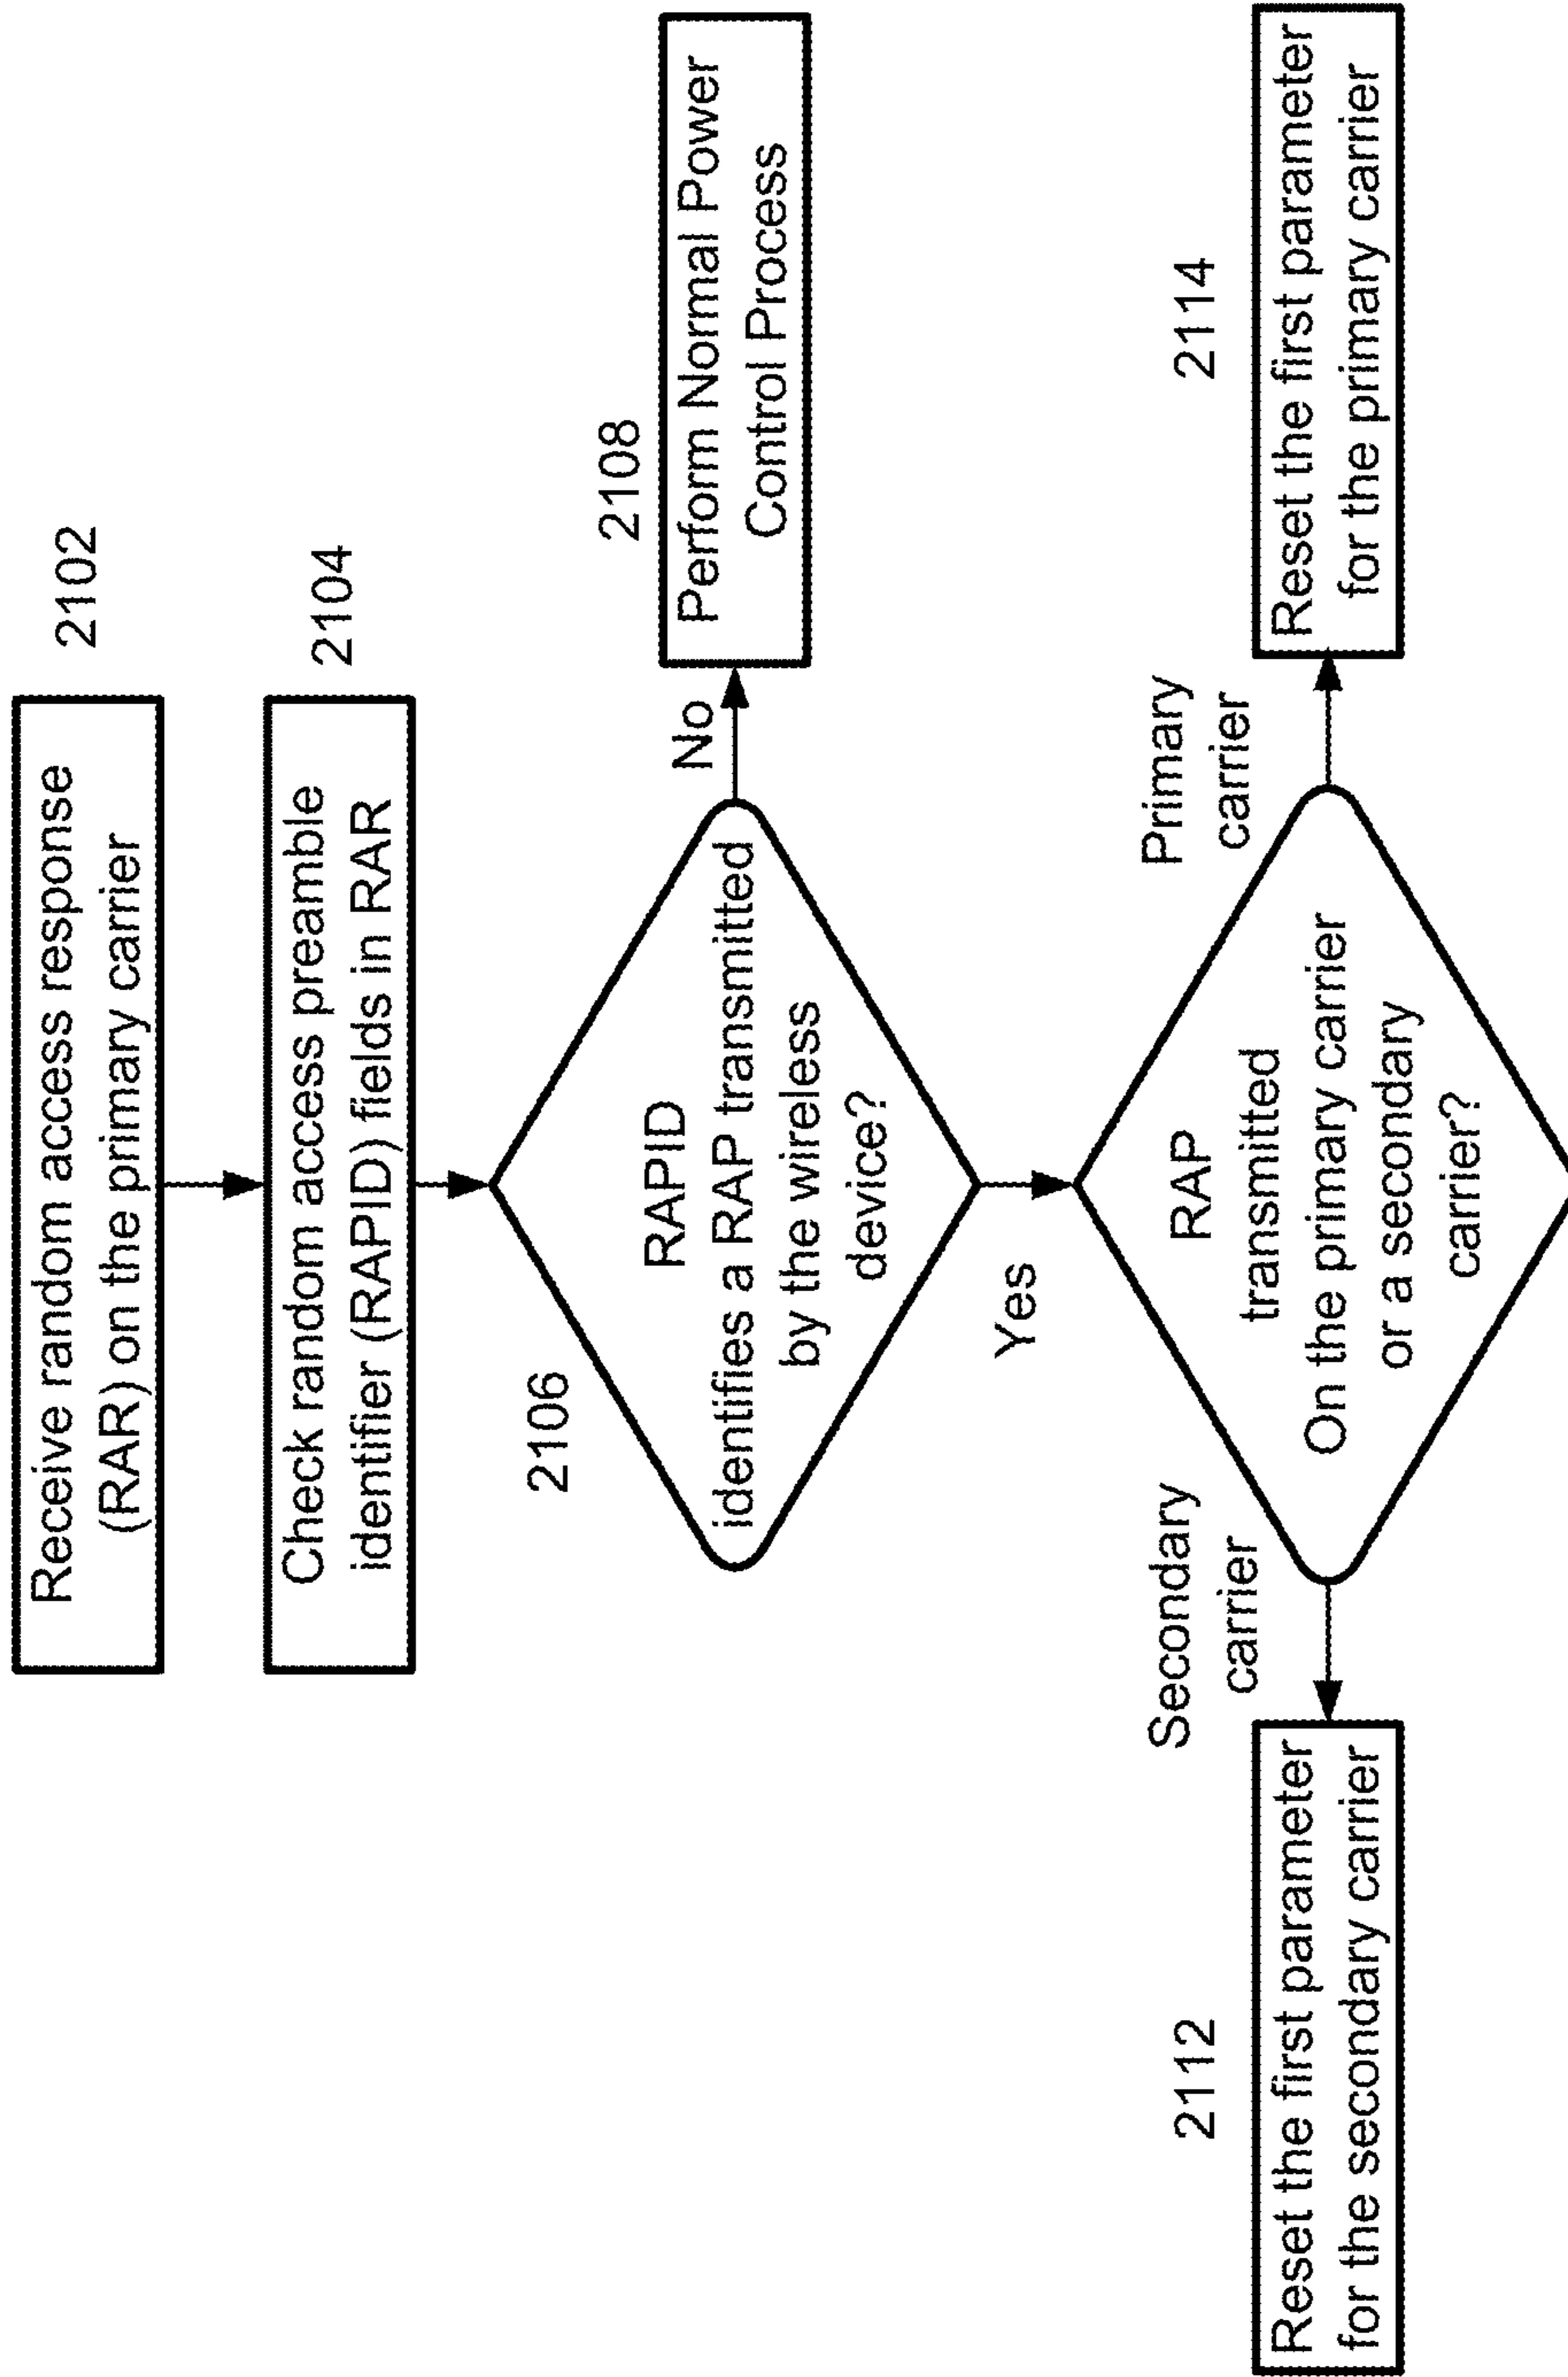 2102
Receive random access response
(RAR) on the primary carrier
2104
Check random access preamble
identifier (RAPID) fields in RAR
2106
RAPID
identifies a RAP transmitted
by the wireless
device?
No
2108
Perform Normal Power
Control Process
Yes
RAP
transmitted
On the primary carrier
or a secondary
carrier?
Secondary
carrier
2112
Reset the first parameter
for the secondary carrier
Primary
carrier
2114
Reset the first parameter
for the primary carrier